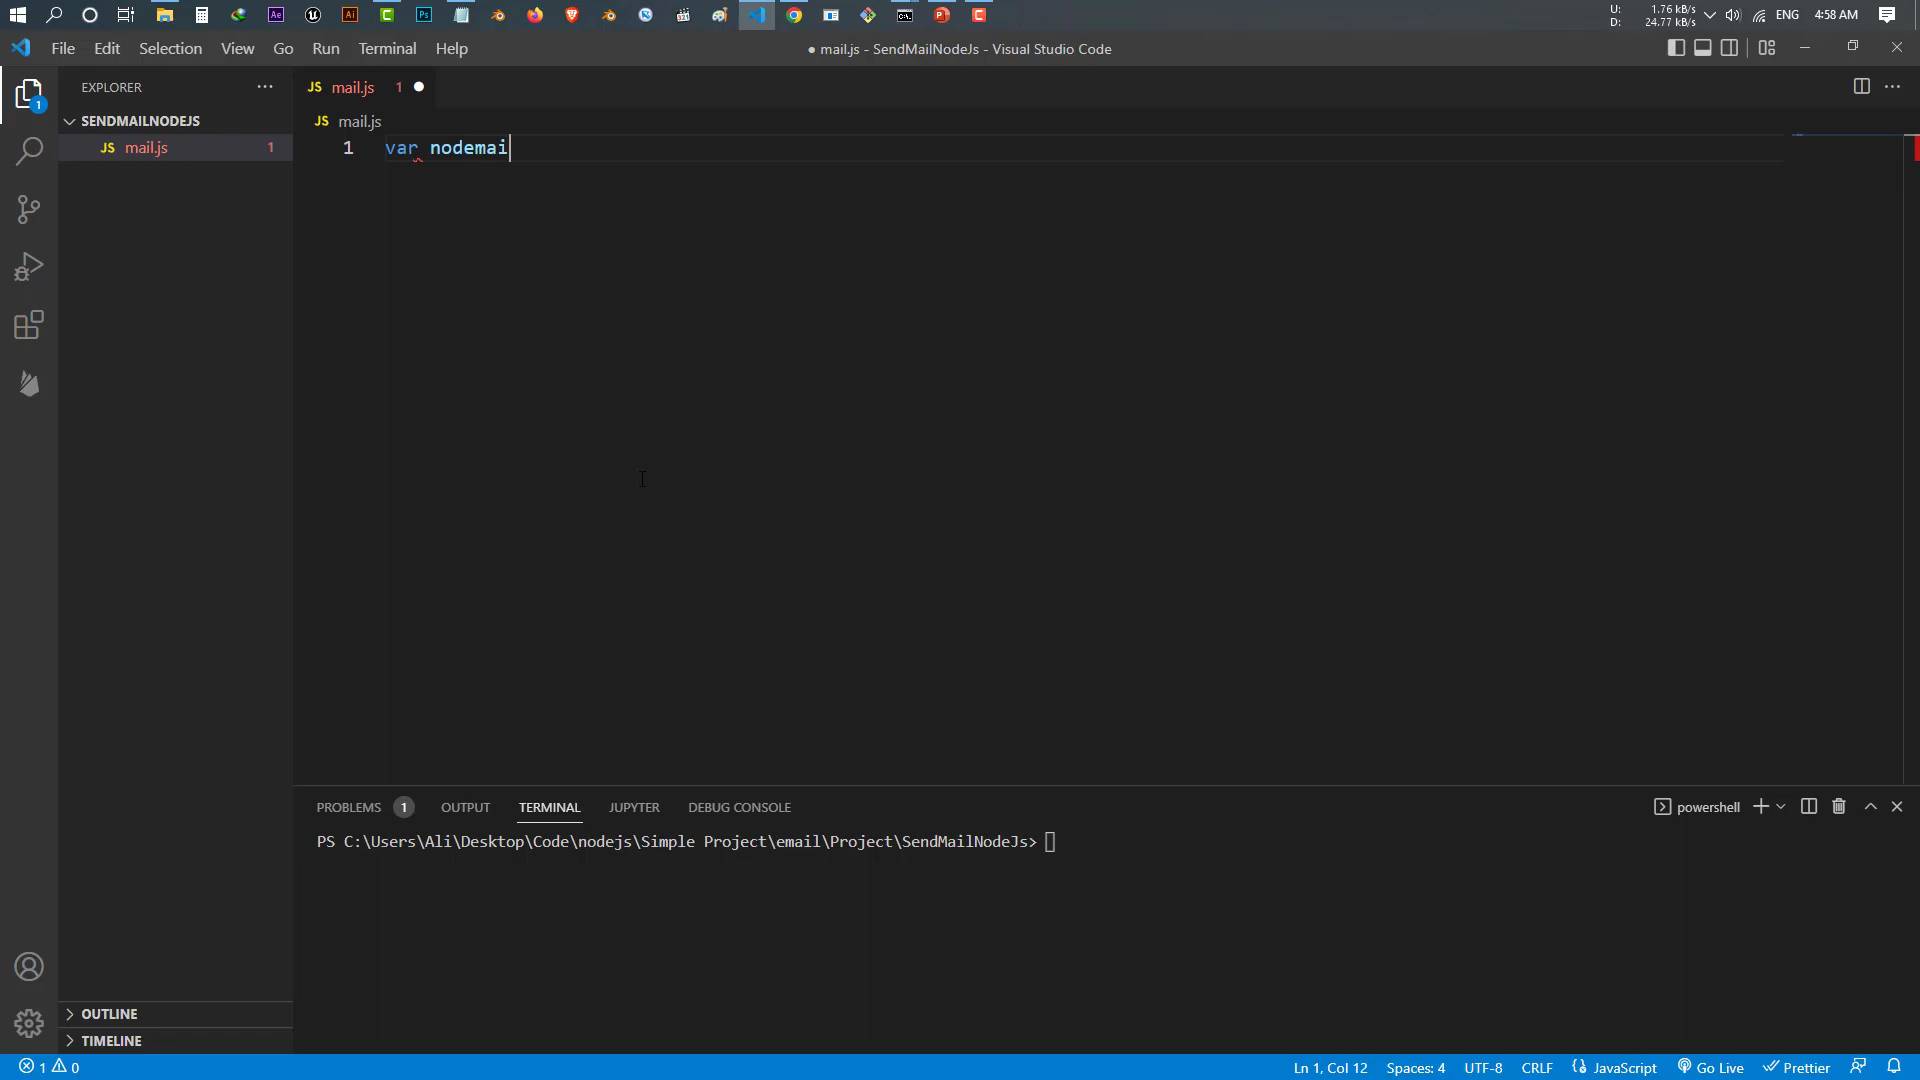 Ae
Ai
Ps
U: 1.76 kB/s
D: 24.77 kB/s
ENG
4:58 AM
File Edit Selection View Go Run Terminal Help
● mail.js - SendMailNodeJs - Visual Studio Code
1
EXPLORER
SENDMAILNODEJS
JS mail.js 1
JS mail.js 1
JS mail.js
1 var nodemai
PROBLEMS 1 OUTPUT TERMINAL JUPYTER DEBUG CONSOLE
powershell
PS C:\Users\Ali\Desktop\Code\nodejs\Simple Project\email\Project\SendMailNodeJs>
OUTLINE
TIMELINE
1 0
Ln 1, Col 12 Spaces: 4 UTF-8 CRLF JavaScript Go Live Prettier